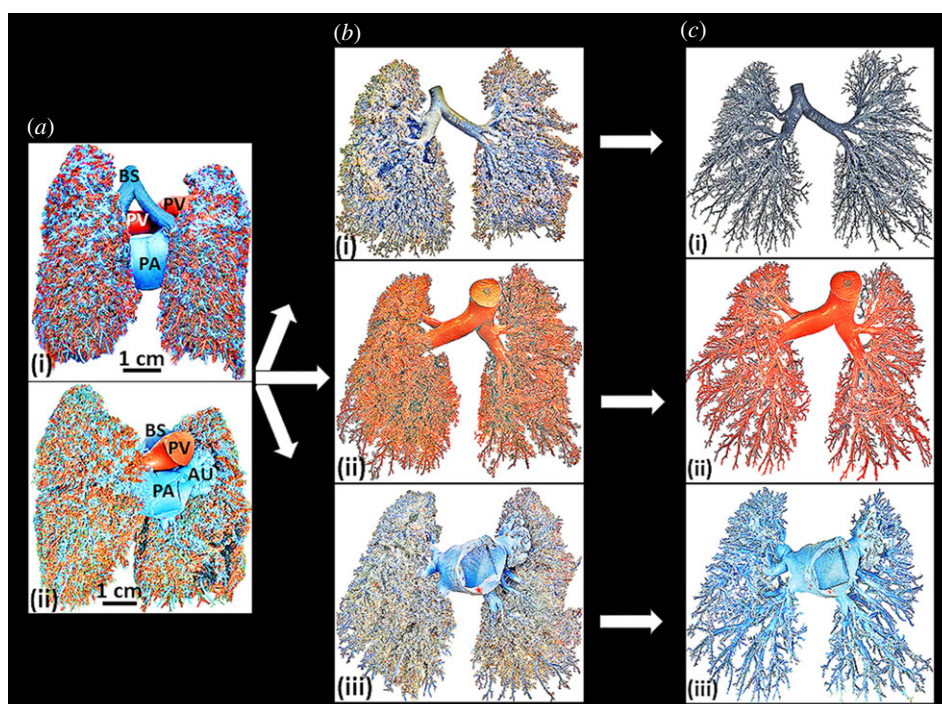 (a)
BS
PV
PV
PA
(i)
1 cm
BS
PV
AU
PA
(ii)
1 cm
(b)
(i)
(ii)
(iii)
(c)
(i)
(ii)
(iii)